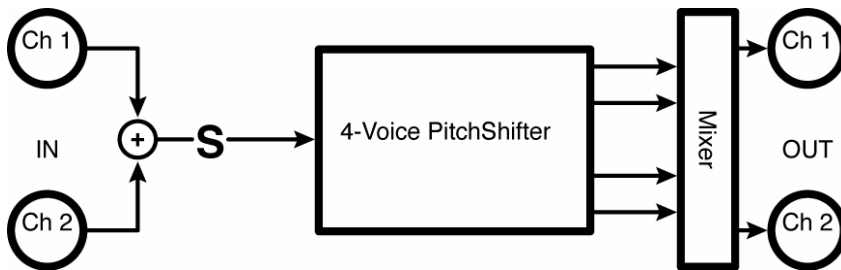 Ch 1
Ch 1
+
S
4-Voice PitchShifter
Mixer
IN
OUT
Ch 2
Ch 2